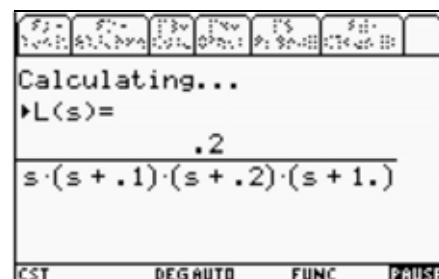 Calculating...
▸L(s)=
.2
s·(s + .1)·(s + .2)·(s + 1.)
CST DEG AUTO FUNC PAUSE